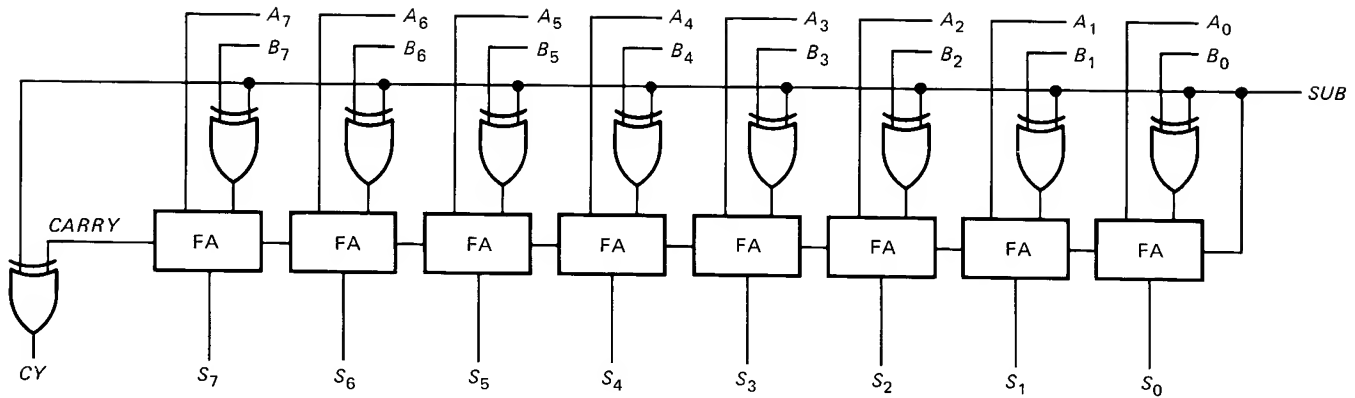 A7 A6 A5 A4 A3 A2 A1 A0
B7 B6 B5 B4 B3 B2 B1 B0
SUB
CARRY FA FA FA FA FA FA FA FA
CY S7 S6 S5 S4 S3 S2 S1 S0